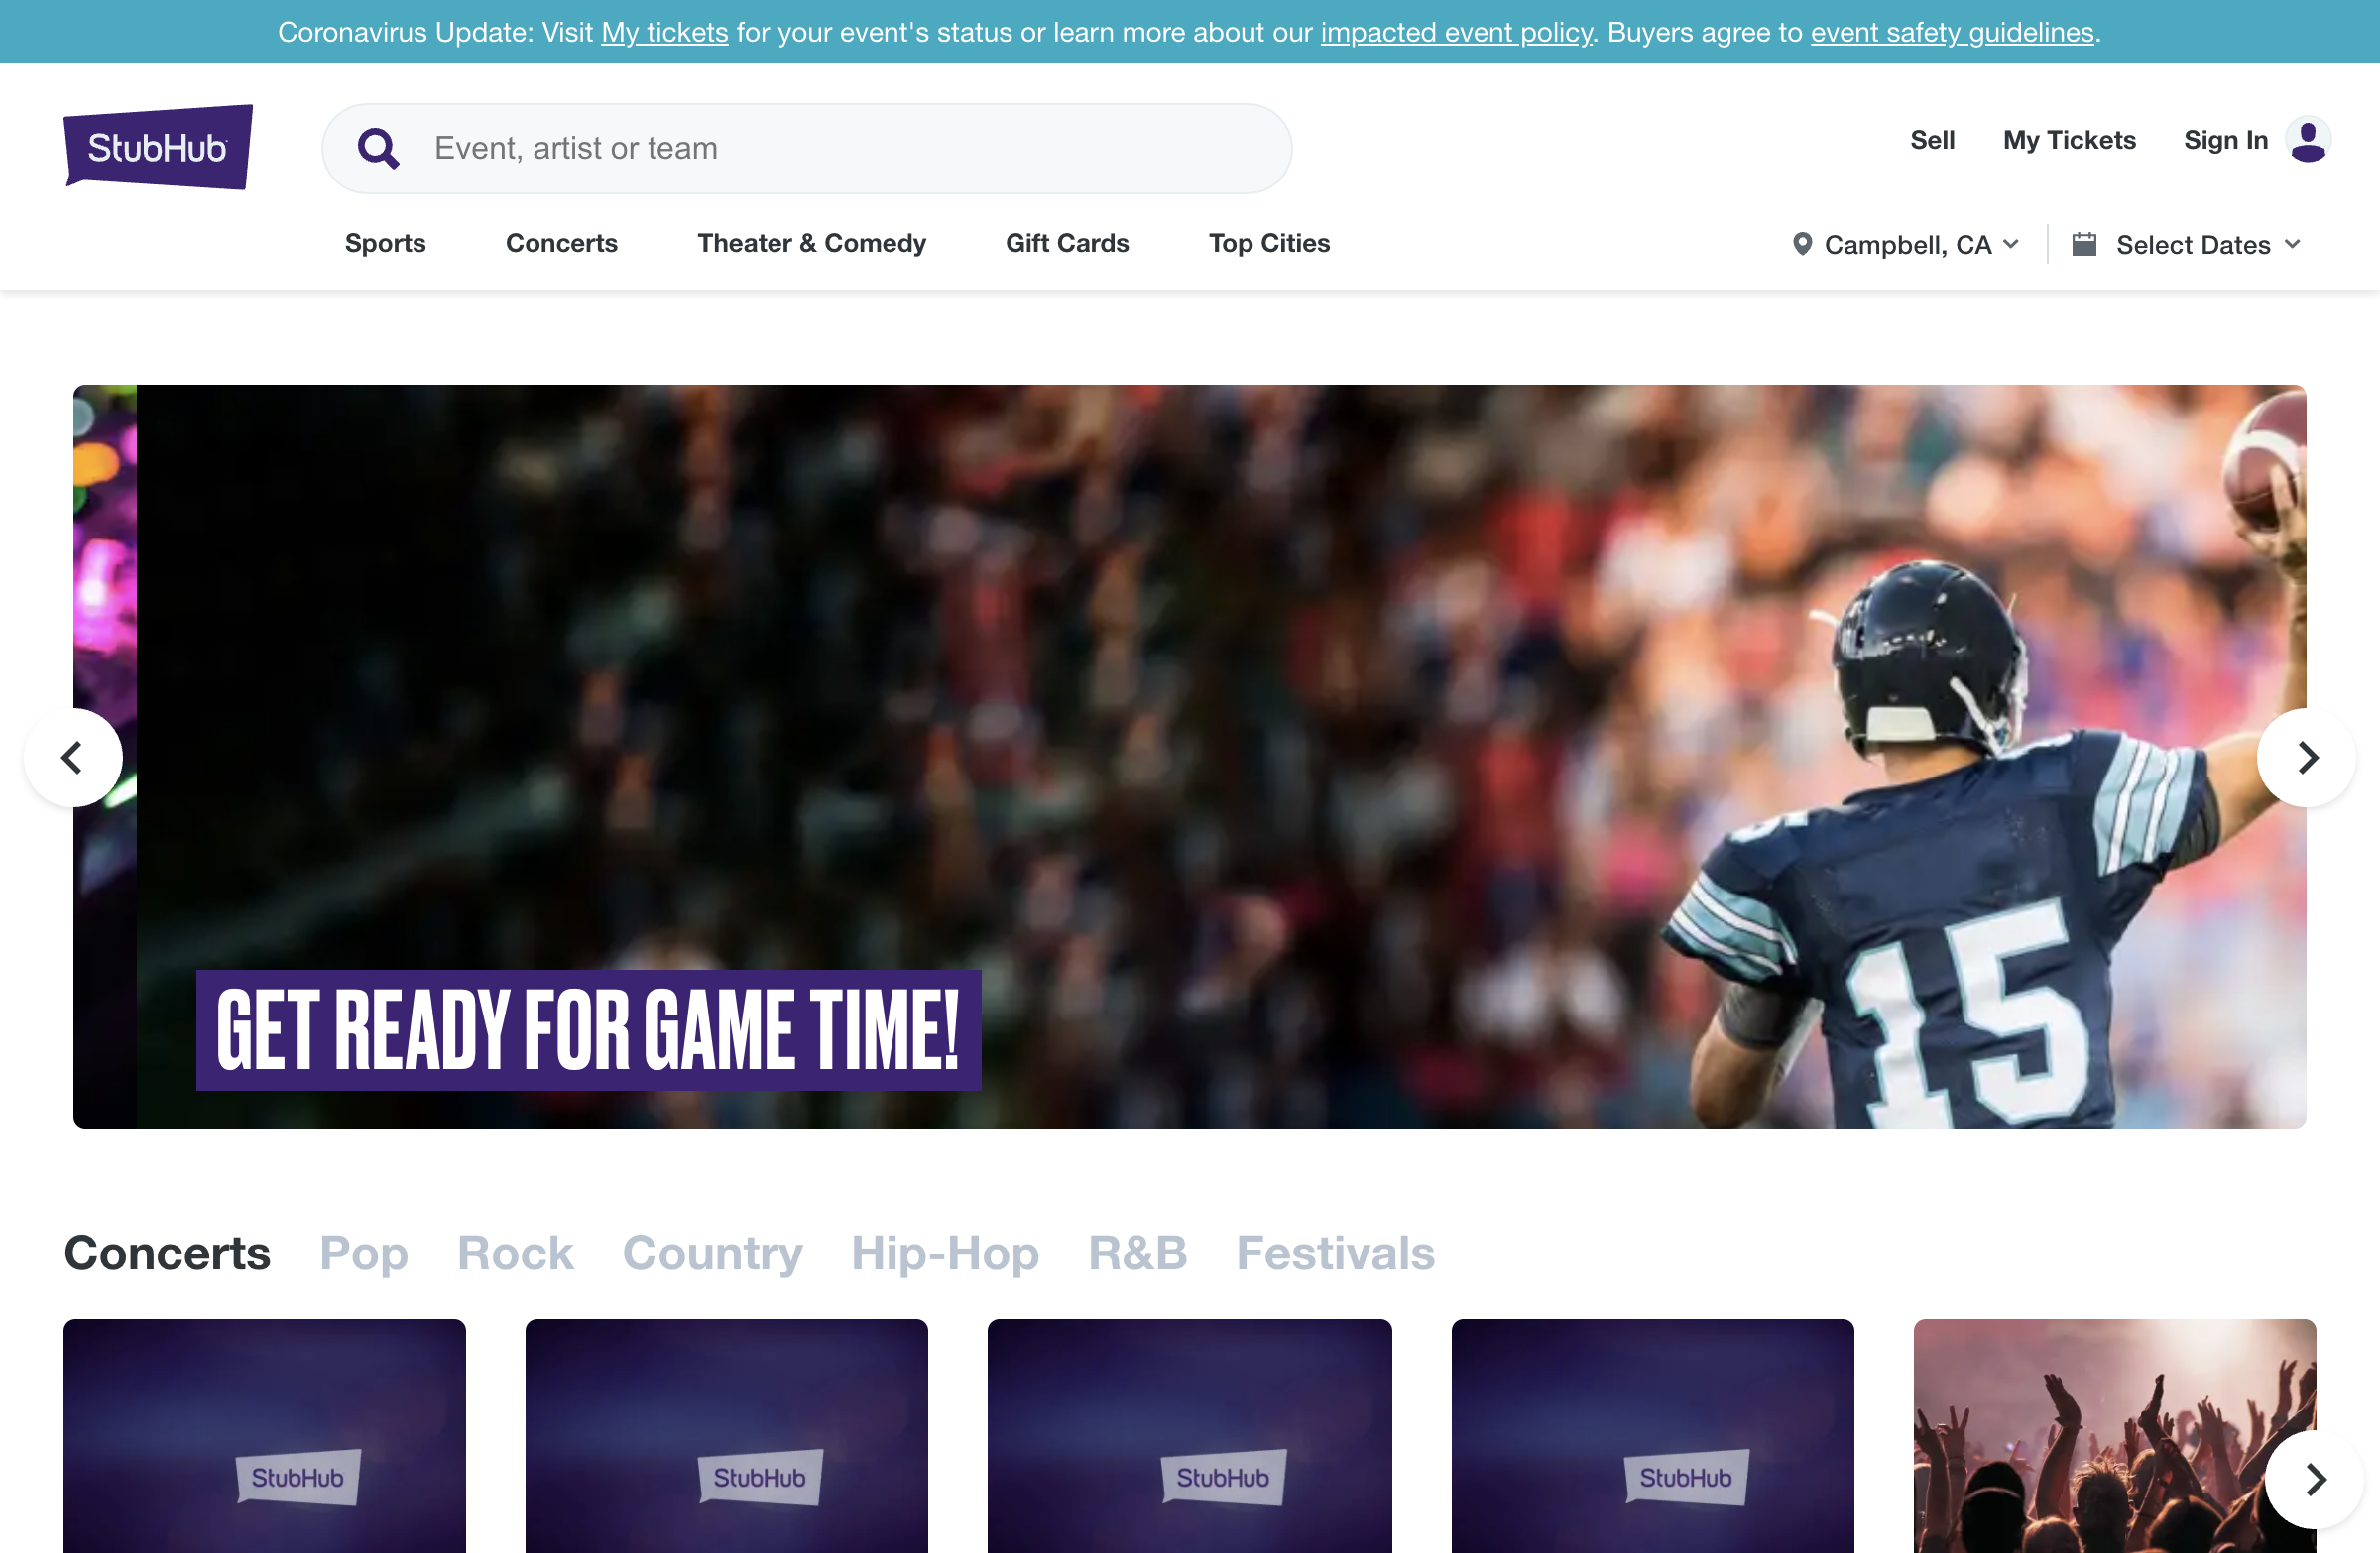 Coronavirus Update: Visit My tickets for your event's status or learn more about our impacted event policy. Buyers agree to event safety guidelines.
StubHub
Event, artist or team
Sell
My Tickets
Sign In
Sports
Concerts
Theater & Comedy
Gift Cards
Top Cities
Campbell, CA
Select Dates
15
GET READY FOR GAME TIME!
Concerts
Pop
Rock
Country
Hip-Hop
R&B
Festivals
StubHub
StubHub
StubHub
StubHub